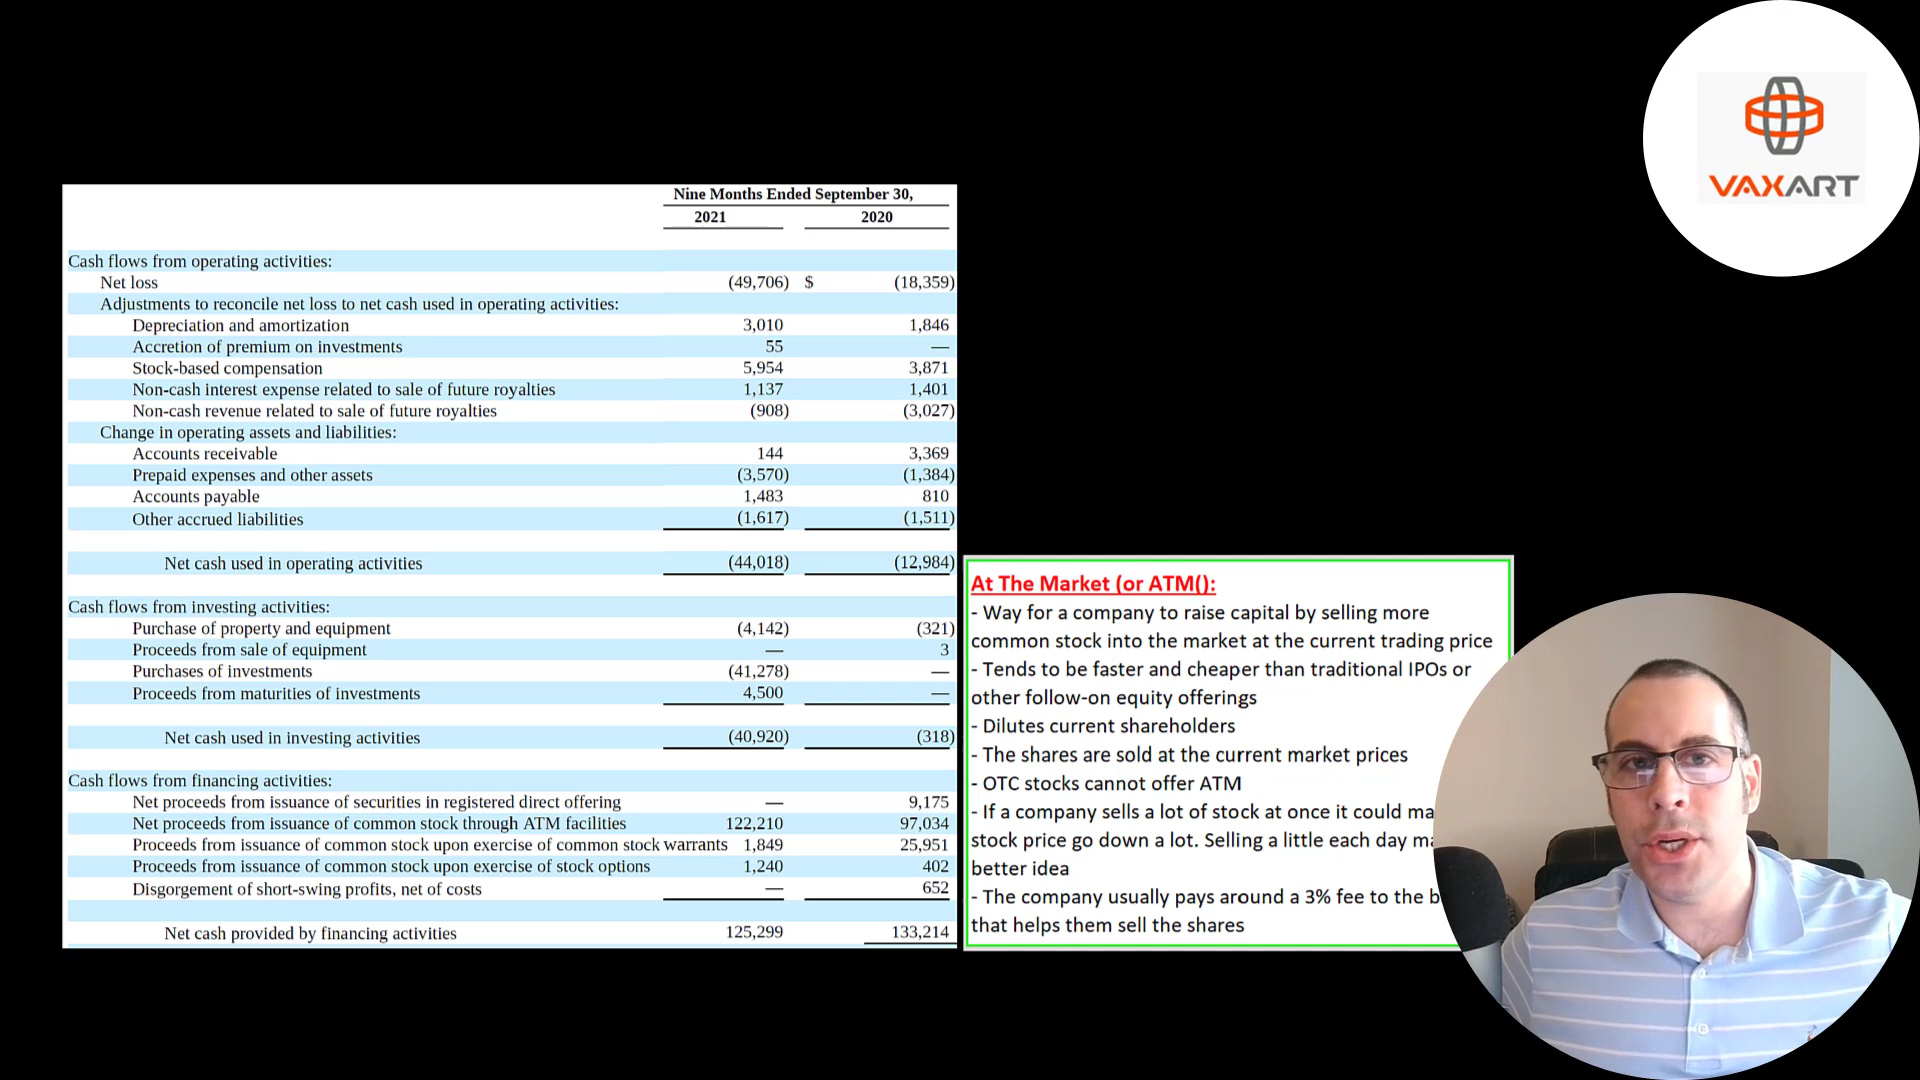 VAXART
Nine Months Ended September 30,
2021 2020
Cash flows from operating activities:
Net loss (49,706) $ (18,359)
Adjustments to reconcile net loss to net cash used in operating activities:
Depreciation and amortization 3,010 1,846
Accretion of premium on investments 55 —
Stock-based compensation 5,954 3,871
Non-cash interest expense related to sale of future royalties 1,137 1,401
Non-cash revenue related to sale of future royalties (908) (3,027)
Change in operating assets and liabilities:
Accounts receivable 144 3,369
Prepaid expenses and other assets (3,570) (1,384)
Accounts payable 1,483 810
Other accrued liabilities (1,617) (1,511)
Net cash used in operating activities (44,018) (12,984)
Cash flows from investing activities:
Purchase of property and equipment (4,142) (321)
Proceeds from sale of equipment — 3
Purchases of investments (41,278) —
Proceeds from maturities of investments 4,500 —
Net cash used in investing activities (40,920) (318)
Cash flows from financing activities:
Net proceeds from issuance of securities in registered direct offering — 9,175
Net proceeds from issuance of common stock through ATM facilities 122,210 97,034
Proceeds from issuance of common stock upon exercise of common stock warrants 1,849 25,951
Proceeds from issuance of common stock upon exercise of stock options 1,240 402
Disgorgement of short-swing profits, net of costs — 652
Net cash provided by financing activities 125,299 133,214
At The Market (or ATM():
- Way for a company to raise capital by selling more
common stock into the market at the current trading price
- Tends to be faster and cheaper than traditional IPOs or
other follow-on equity offerings
- Dilutes current shareholders
- The shares are sold at the current market prices
- OTC stocks cannot offer ATM
- If a company sells a lot of stock at once it could
stock price go down a lot. Selling a little each day
better idea
- The company usually pays around a 3% fee to the
that helps them sell the shares